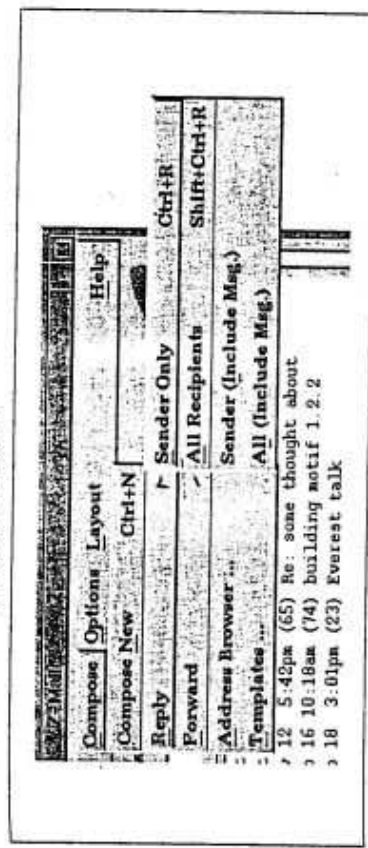 Compose Options Layout Help
Compose New Ctrl+N
Reply Sender Only Ctrl+R
Forward All Recipients Shift+Ctrl+R
Address Browser ... Sender (Include Msg.)
Templates ... All (Include Msg.)
12 5:42pm (65) Re: some thought about
16 10:18am (74) building motif 1.2.2
18 3:01pm (23) Everest talk